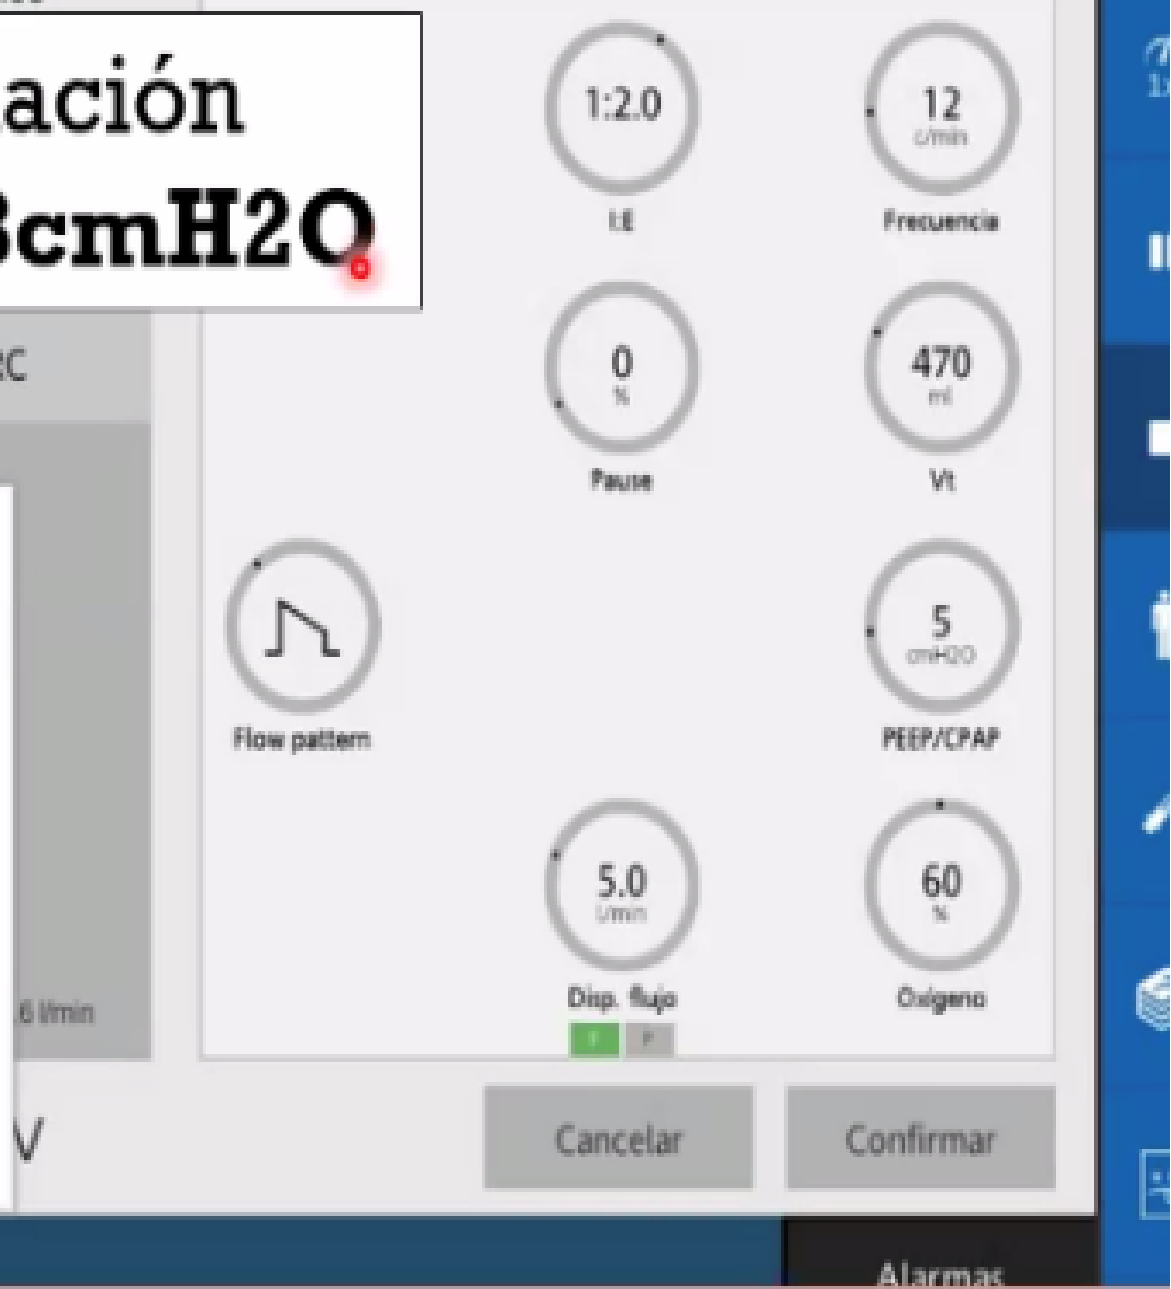 ación
cmH2O
1:2.0
I:E
12
c/min
Frecuencia
0
%
Pause
470
ml
Vt
Flow pattern
5
cmH2O
PEEP/CPAP
5.0
l/min
Disp. flujo
60
%
Oxígeno
6 l/min
V
Cancelar
Confirmar
Alarmas